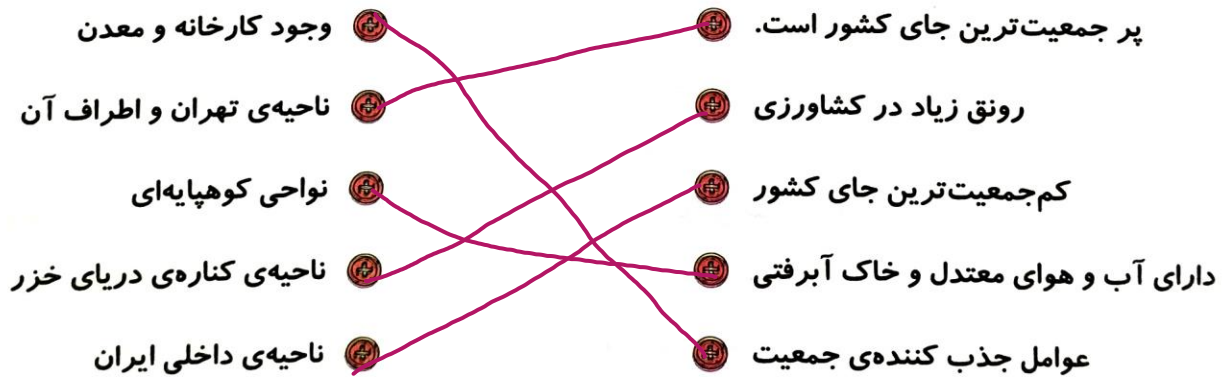 پر جمعیت‌ترین جای کشور است.
وجود کارخانه و معدن
رونق زیاد در کشاورزی
ناحیه‌ی تهران و اطراف آن
کم‌جمعیت‌ترین جای کشور
نواحی کوهپایه‌ای
دارای آب و هوای معتدل و خاک آبرفتی
ناحیه‌ی کناره‌ی دریای خزر
عوامل جذب کننده‌ی جمعیت
ناحیه‌ی داخلی ایران